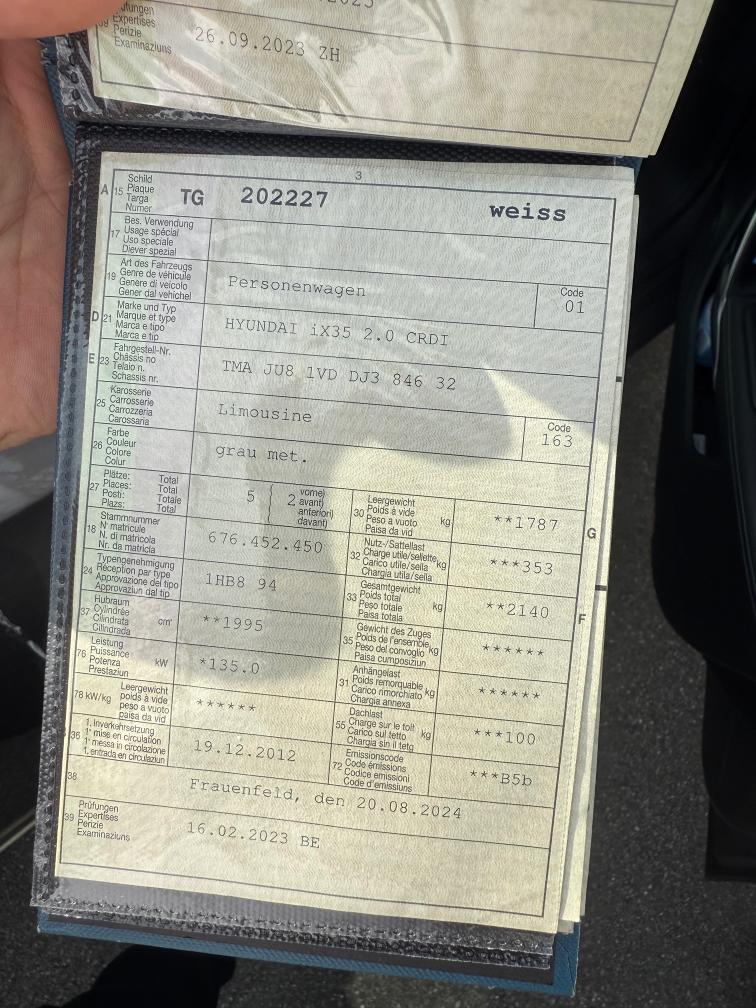 Prüfungen
39 Expertises
Perizie
Examinaziuns
26.09.2023 ZH
3
A 15 Schild
Plaque
Targa
Numer
TG 202227 weiss
17 Bes. Verwendung
Usage spécial
Uso speciale
Diever spezial
19 Art des Fahrzeugs
Genre de véhicule
Genere di veicolo
Gener dal vehichel
Personenwagen
Code
01
D 21 Marke und Typ
Marque et type
Marca e tipo
Marca e tip
HYUNDAI iX35 2.0 CRDI
E 23 Fahrgestell-Nr.
Châssis no
Telaio n.
Schassis nr.
TMA JU8 1VD DJ3 846 32
25 Karosserie
Carrosserie
Carrozzeria
Carossaria
Limousine
Code
163
26 Farbe
Couleur
Colore
Colur
grau met.
27 Plätze: Total
Places: Total
Posti: Totale
Plazs: Total
5 ( 2 vorne)
avant)
anteriori)
davant)
30 Leergewicht
Poids à vide
Peso a vuoto kg
Paisa da vid
**1787
G
18 Stammnummer
N° matricule
N. di matricola
Nr. da matricla
676.452.450
32 Nutz-/Sattellast
Charge utile/sellette kg
Carico utile/sella
Chargia utila/sella
***353
24 Typengenehmigung
Réception par type
Approvazione del tipo
Approvaziun dal tip
1HB8 94
33 Gesamtgewicht
Poids total
Peso totale kg
Paisa totala
**2140
F
37 Hubraum
Cylindrée
Cilindrata cm³
Cilindrada
**1995
35 Gewicht des Zuges
Poids de l'ensemble
Peso del convoglio kg
Paisa cumposiziun
******
76 Leistung
Puissance
Potenza kW
Prestaziun
*135.0
31 Anhängelast
Poids remorquable
Carico rimorchiato kg
Chargia annexa
******
78 kW/kg Leergewicht
poids à vide
peso a vuoto
paisa da vid
******
55 Dachlast
Charge sur le toit
Carico sul tetto kg
Chargia sin il tetg
***100
36 1. Inverkehrsetzung
1re mise en circulation
1a messa in circolazione
1. entrada en circulaziun
19.12.2012
72 Emissionscode
Code émissions
Codice emissioni
Code d'emissiuns
***B5b
38
Frauenfeld, den 20.08.2024
39 Prüfungen
Expertises
Perizie
Examinaziuns
16.02.2023 BE